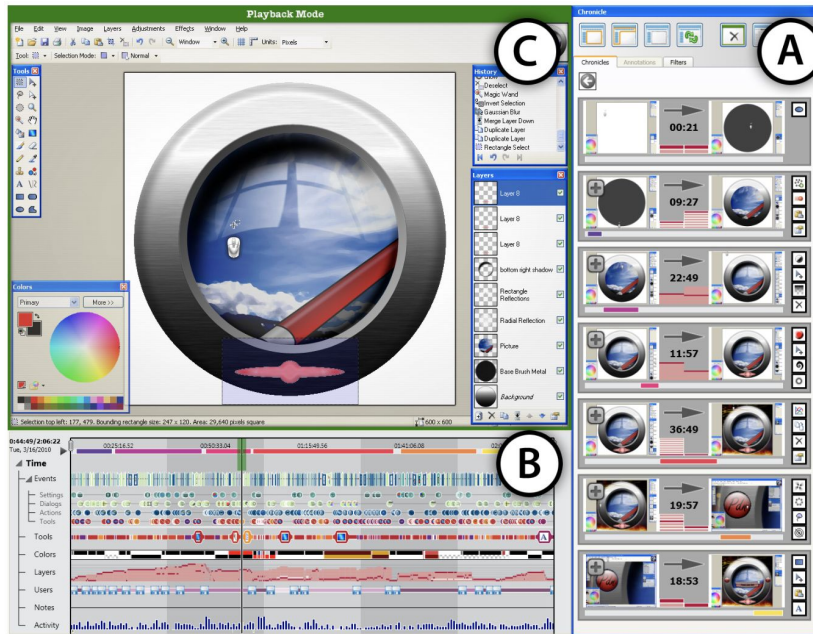 Playback Mode
File Edit View Image Layers Adjustments Effects Window Help
Window Units: Pixels
Tool: Selection Mode: Normal
C
Tools
History
Deselect
Magic Wand
Invert Selection
Gaussian Blur
Merge Layer Down
Duplicate Layer
Duplicate Layer
Rectangle Select
Layers
Layer 8
Layer 8
Layer 8
bottom right shadow
Rectangle Reflections
Radial Reflection
Picture
Base Brush Metal
Background
Colors
Primary
More >>
Selection top left: 177, 479. Bounding rectangle size: 247 x 120. Area: 29,640 pixels square
600 x 600
Chronicle
A
Chronicles Annotations Filters
00:21
09:27
22:49
11:57
36:49
19:57
18:53
B
0:44:49/2:06:22
Tue, 3/16/2010
00:25:16.52 00:50:33.04 01:15:49.56 01:41:06.08
Time
Events
Settings
Dialogs
Actions
Tools
Tools
Colors
Layers
Users
Notes
Activity